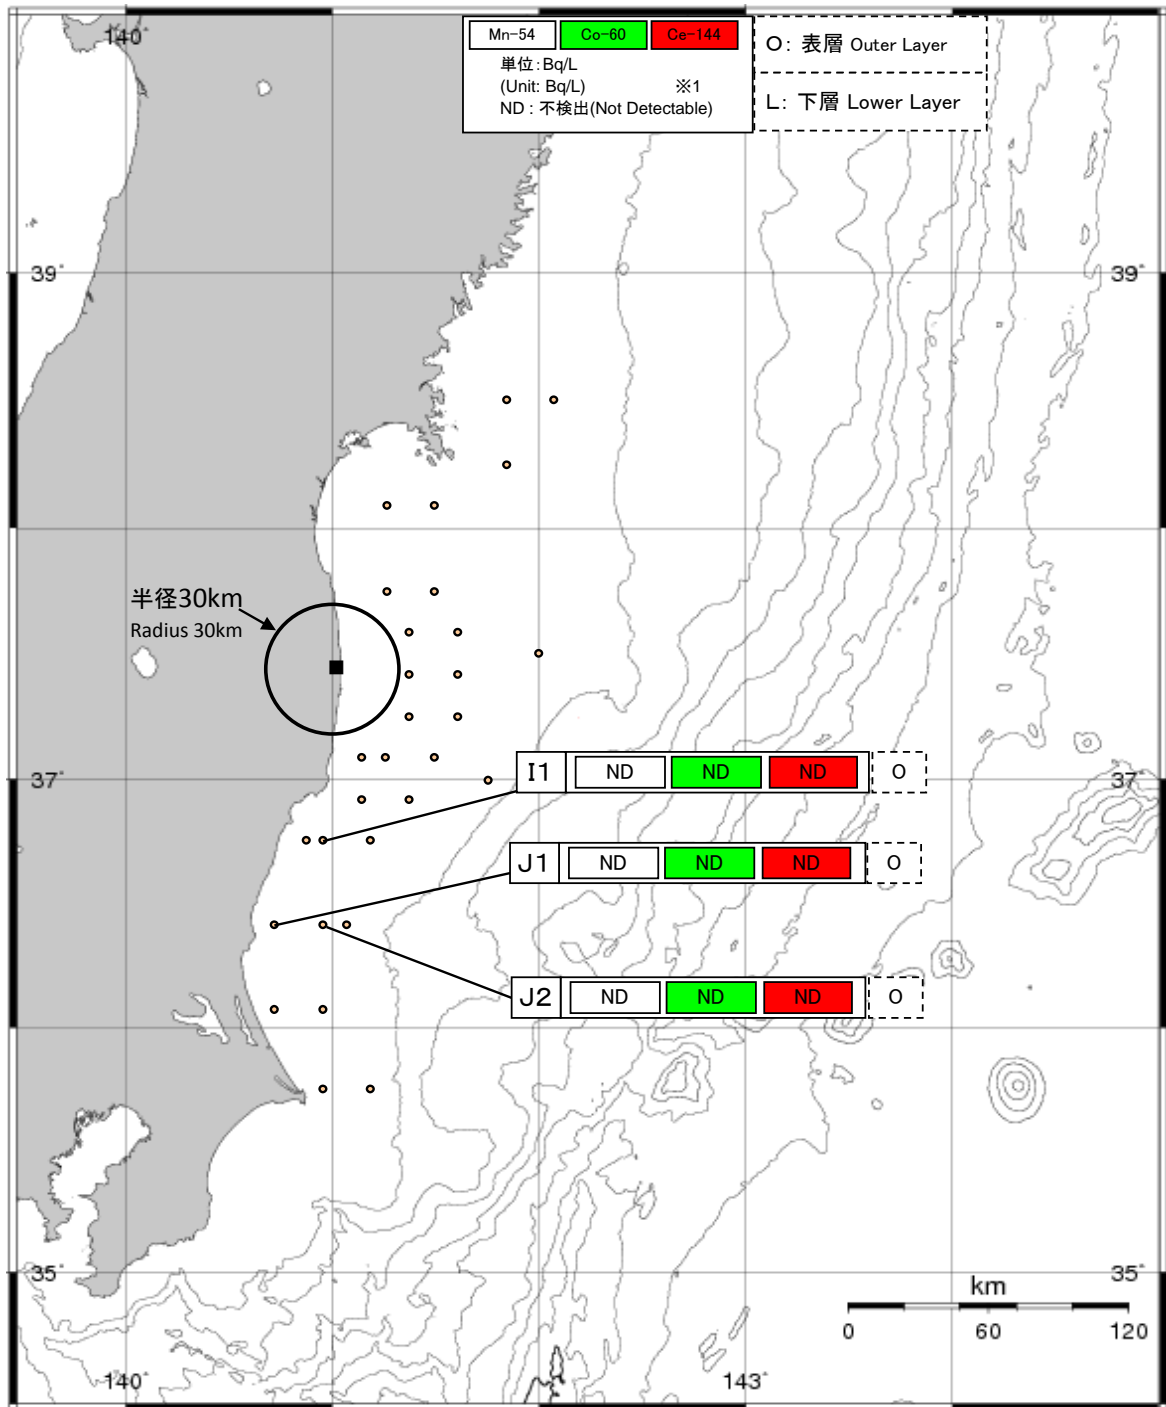 140°
Mn-54 Co-60 Ce-144
単位:Bq/L
(Unit: Bq/L) ※1
ND : 不検出(Not Detectable)
O: 表層 Outer Layer
L: 下層 Lower Layer
39° 39°
半径30km
Radius 30km
37° 37°
I1 ND ND ND O
J1 ND ND ND O
J2 ND ND ND O
35° 35°
km
0 60 120
140° 143°